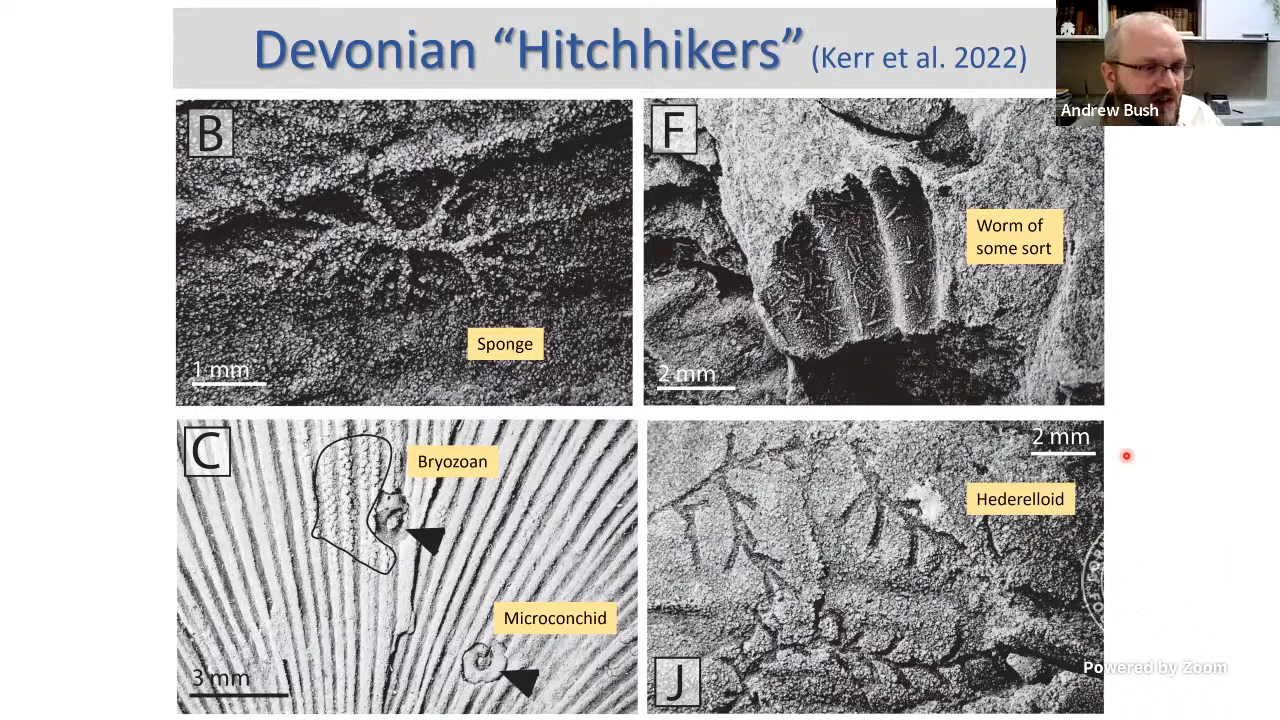 Devonian “Hitchhikers” (Kerr et al. 2022)
Andrew Bush
B
Sponge
1 mm
F
Worm of
some sort
2 mm
C
Bryozoan
Microconchid
3 mm
2 mm
Hederelloid
J
Powered by Zoom